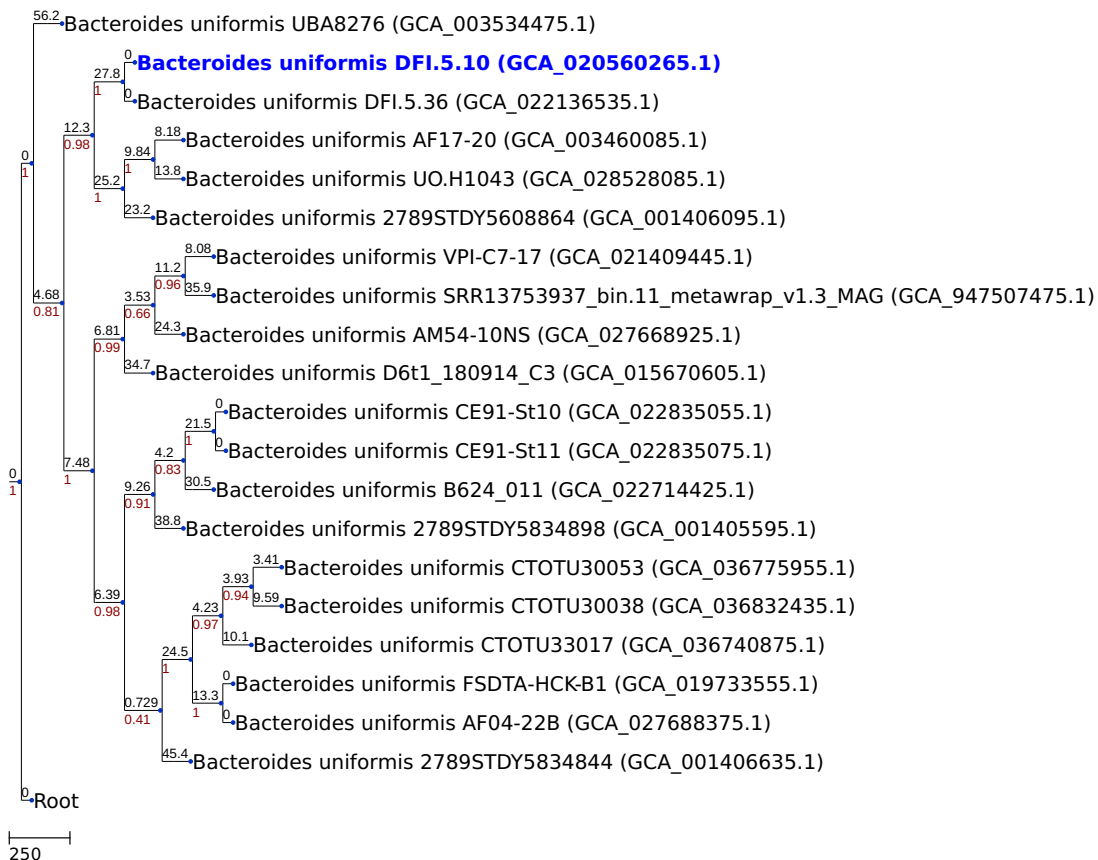 56.2
Bacteroides uniformis UBA8276 (GCA_003534475.1)
0
Bacteroides uniformis DFI.5.10 (GCA_020560265.1)
27.8
1
0
Bacteroides uniformis DFI.5.36 (GCA_022136535.1)
12.3
0.98
8.18
Bacteroides uniformis AF17-20 (GCA_003460085.1)
9.84
1
0
1
13.8
Bacteroides uniformis UO.H1043 (GCA_028528085.1)
25.2
1
23.2
Bacteroides uniformis 2789STDY5608864 (GCA_001406095.1)
8.08
Bacteroides uniformis VPI-C7-17 (GCA_021409445.1)
11.2
0.96
4.68
0.81
3.53
0.66
35.9
Bacteroides uniformis SRR13753937_bin.11_metawrap_v1.3_MAG (GCA_947507475.1)
6.81
0.99
24.3
Bacteroides uniformis AM54-10NS (GCA_027668925.1)
34.7
Bacteroides uniformis D6t1_180914_C3 (GCA_015670605.1)
0
Bacteroides uniformis CE91-St10 (GCA_022835055.1)
21.5
1
0
Bacteroides uniformis CE91-St11 (GCA_022835075.1)
7.48
1
4.2
0.83
0
1
30.5
Bacteroides uniformis B624_011 (GCA_022714425.1)
9.26
0.91
38.8
Bacteroides uniformis 2789STDY5834898 (GCA_001405595.1)
3.41
Bacteroides uniformis CTOTU30053 (GCA_036775955.1)
3.93
0.94
6.39
0.98
9.59
Bacteroides uniformis CTOTU30038 (GCA_036832435.1)
4.23
0.97
10.1
Bacteroides uniformis CTOTU33017 (GCA_036740875.1)
24.5
1
0
Bacteroides uniformis FSDTA-HCK-B1 (GCA_019733555.1)
13.3
1
0.729
0.41
0
Bacteroides uniformis AF04-22B (GCA_027688375.1)
45.4
Bacteroides uniformis 2789STDY5834844 (GCA_001406635.1)
0
Root
250